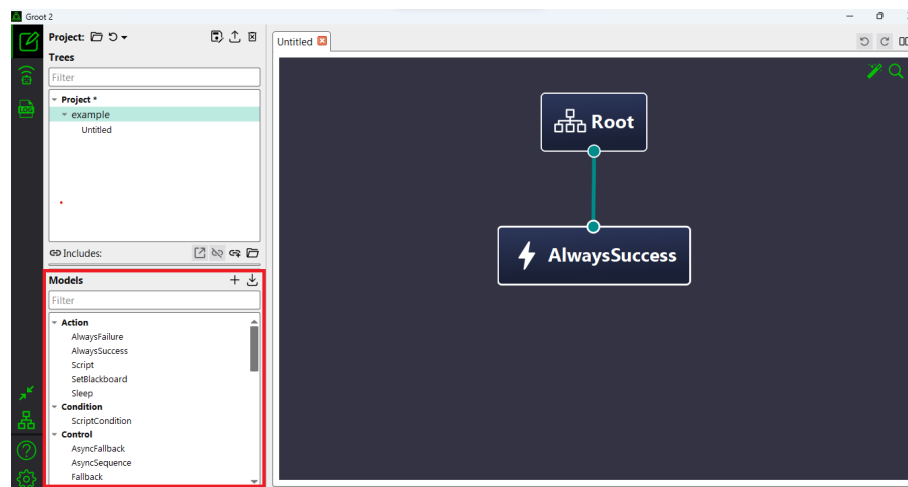 Groot 2
Project:
Trees
Filter
Project *
example
Untitled
Includes:
Models
Filter
Action
AlwaysFailure
AlwaysSuccess
Script
SetBlackboard
Sleep
Condition
ScriptCondition
Control
AsyncFallback
AsyncSequence
Fallback
LOG
Untitled
Root
AlwaysSuccess